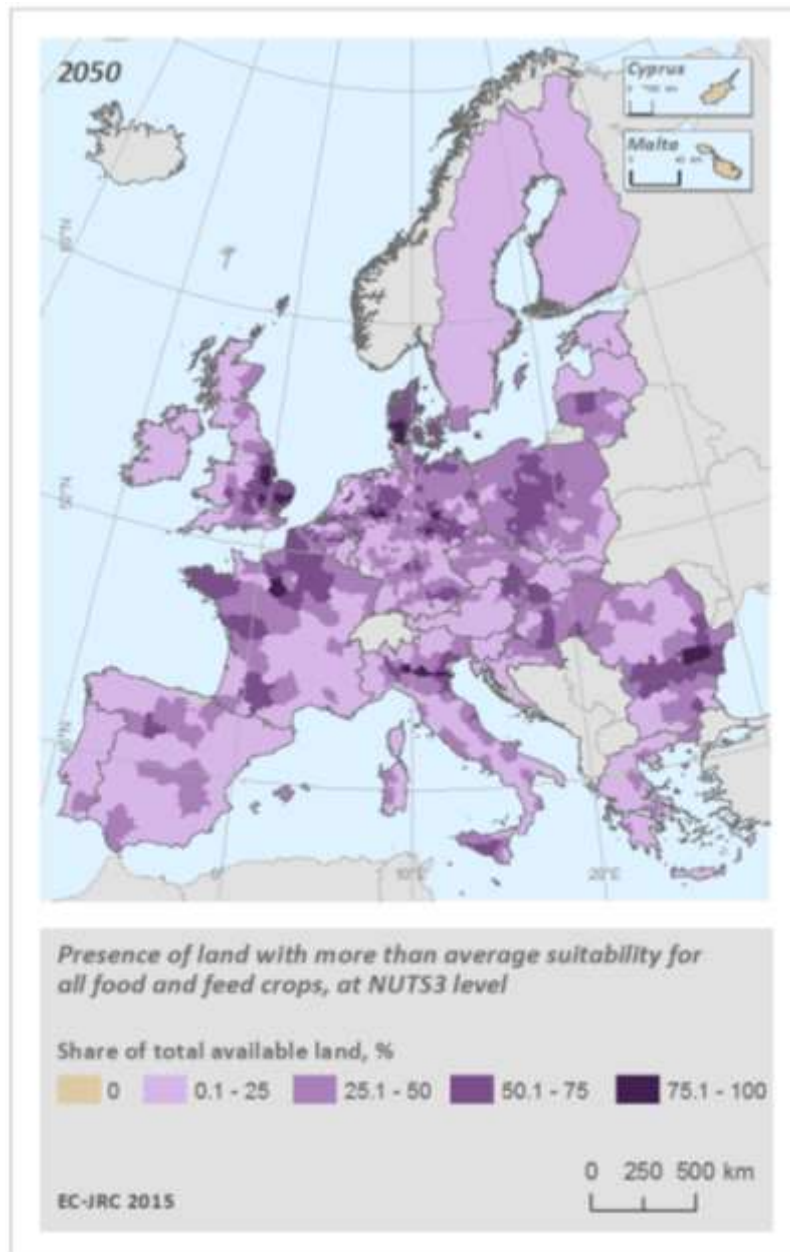 2050
Cyprus
Malta
10°E
20°E
Presence of land with more than average suitability for
all food and feed crops, at NUTS3 level
Share of total available land, %
0
0.1 - 25
25.1 - 50
50.1 - 75
75.1 - 100
0 250 500 km
EC-JRC 2015